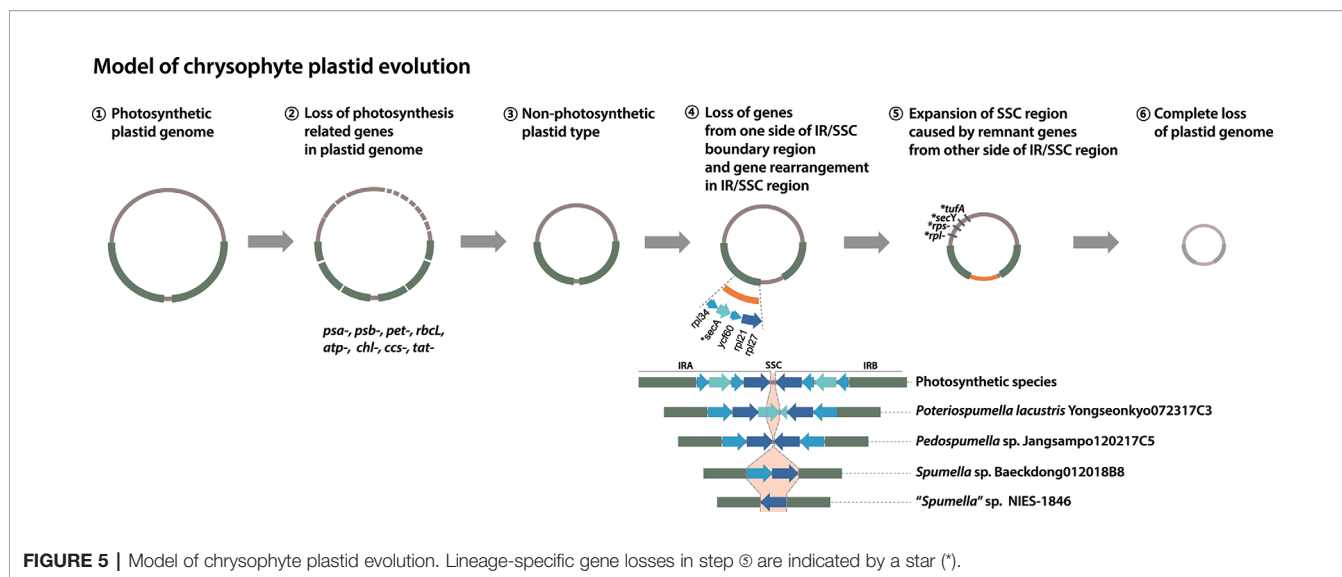 Model of chrysophyte plastid evolution
① Photosynthetic
plastid genome
② Loss of photosynthesis
related genes
in plastid genome
③ Non-photosynthetic
plastid type
④ Loss of genes
from one side of IR/SSC
boundary region
and gene rearrangement
in IR/SSC region
⑤ Expansion of SSC region
caused by remnant genes
from other side of IR/SSC region
⑥ Complete loss
of plastid genome
*tufA
*secY
*rps-
*rpl-
psa-, psb-, pet-, rbcL,
atp-, chl-, ccs-, tat-
rpl34
*secA
ycf60
rpl21
rpl27
IRA SSC IRB
Photosynthetic species
Poteriospumella lacustris Yongseonkyo072317C3
Pedospumella sp. Jangsampo120217C5
Spumella sp. Baeckdong012018B8
"Spumella" sp. NIES-1846
FIGURE 5 | Model of chrysophyte plastid evolution. Lineage-specific gene losses in step ⑤ are indicated by a star (*).